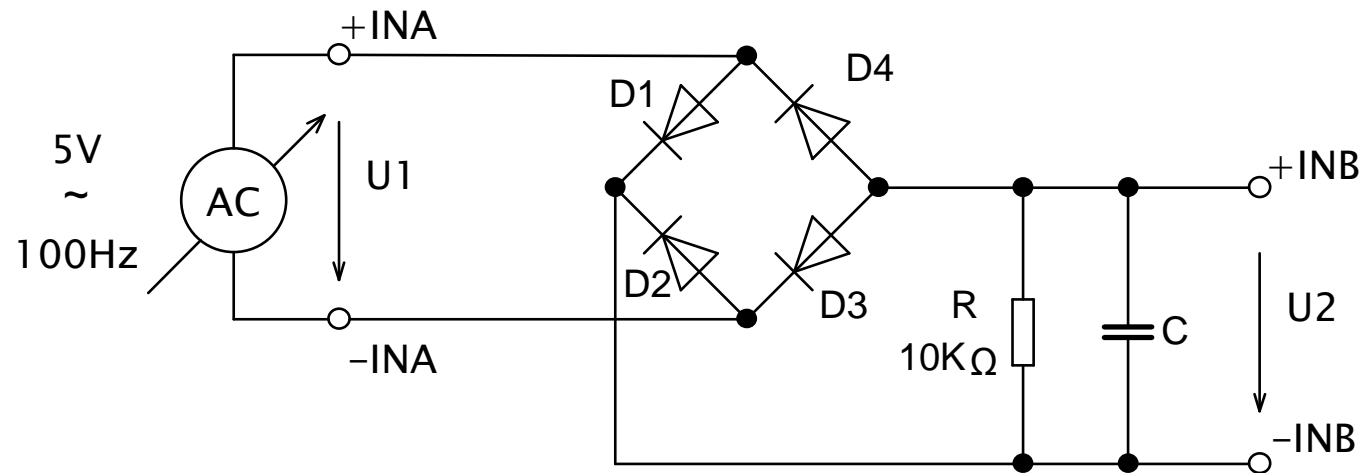 +INA
D4
D1
5V
~
100Hz
AC
U1
+INB
D2
D3
R
10KΩ
C
U2
-INA
-INB